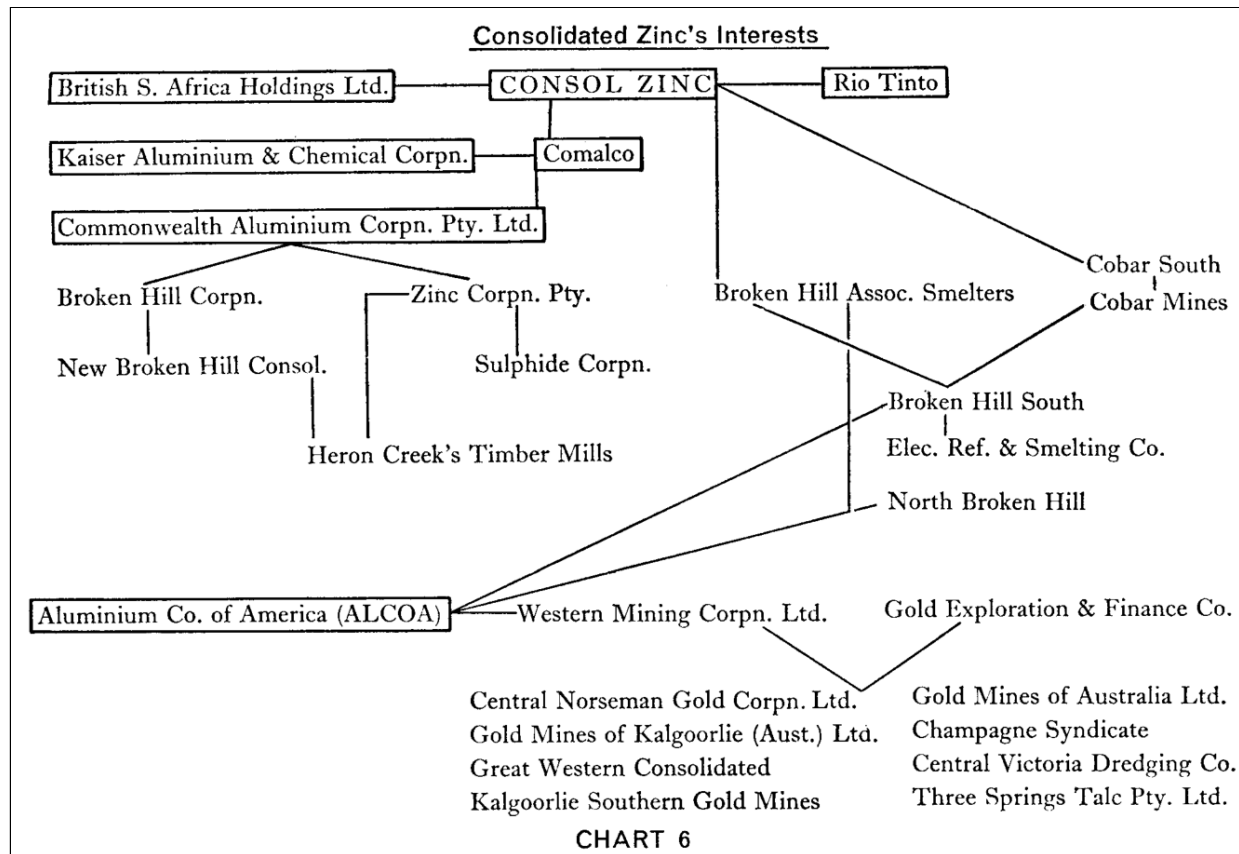 Consolidated Zinc's Interests
British S. Africa Holdings Ltd.
CONSOL ZINC
Rio Tinto
Kaiser Aluminium & Chemical Corpn.
Comalco
Commonwealth Aluminium Corpn. Pty. Ltd.
Cobar South
Broken Hill Corpn.
Zinc Corpn. Pty.
Broken Hill Assoc. Smelters
Cobar Mines
New Broken Hill Consol.
Sulphide Corpn.
Broken Hill South
Heron Creek's Timber Mills
Elec. Ref. & Smelting Co.
North Broken Hill
Aluminium Co. of America (ALCOA)
Western Mining Corpn. Ltd.
Gold Exploration & Finance Co.
Central Norseman Gold Corpn. Ltd.
Gold Mines of Australia Ltd.
Gold Mines of Kalgoorlie (Aust.) Ltd.
Champagne Syndicate
Great Western Consolidated
Central Victoria Dredging Co.
Kalgoorlie Southern Gold Mines
Three Springs Talc Pty. Ltd.
CHART 6